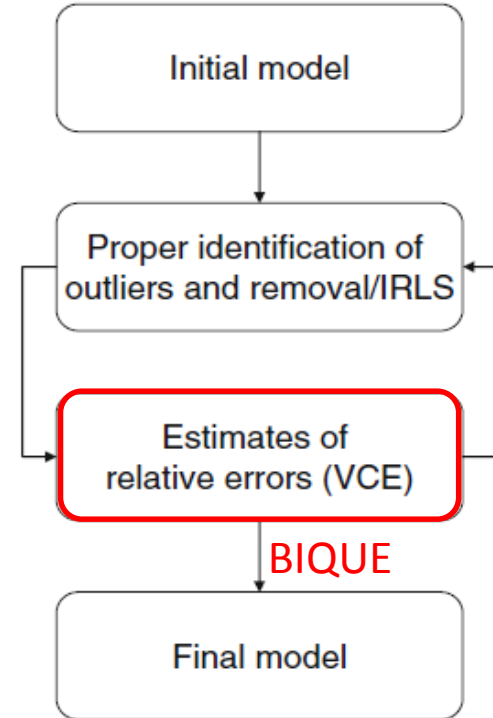 Initial model
Proper identification of
outliers and removal/IRLS
Estimates of
relative errors (VCE)
BIQUE
Final model